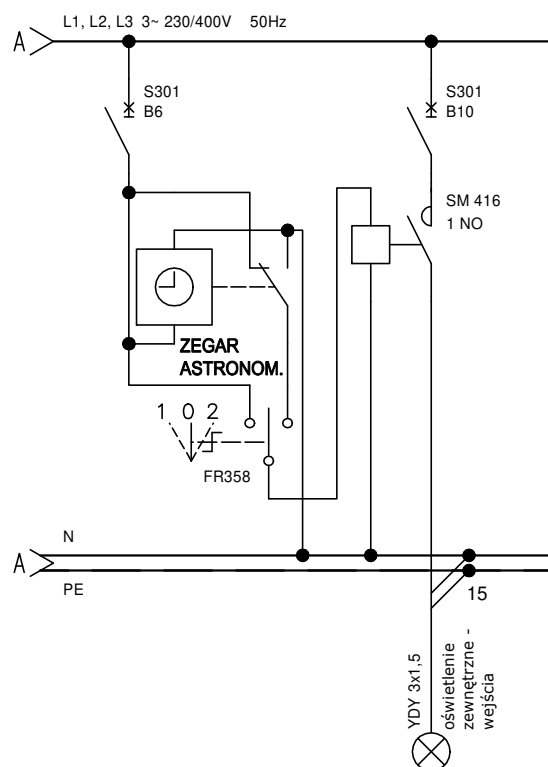 L1, L2, L3 3~ 230/400V 50Hz
A
S301
B6
S301
B10
SM 416
1 NO
ZEGAR
ASTRONOM.
1 0 2
FR358
N
A
PE
15
YDY 3x1,5
oświetlenie
zewnętrzne -
wejścia